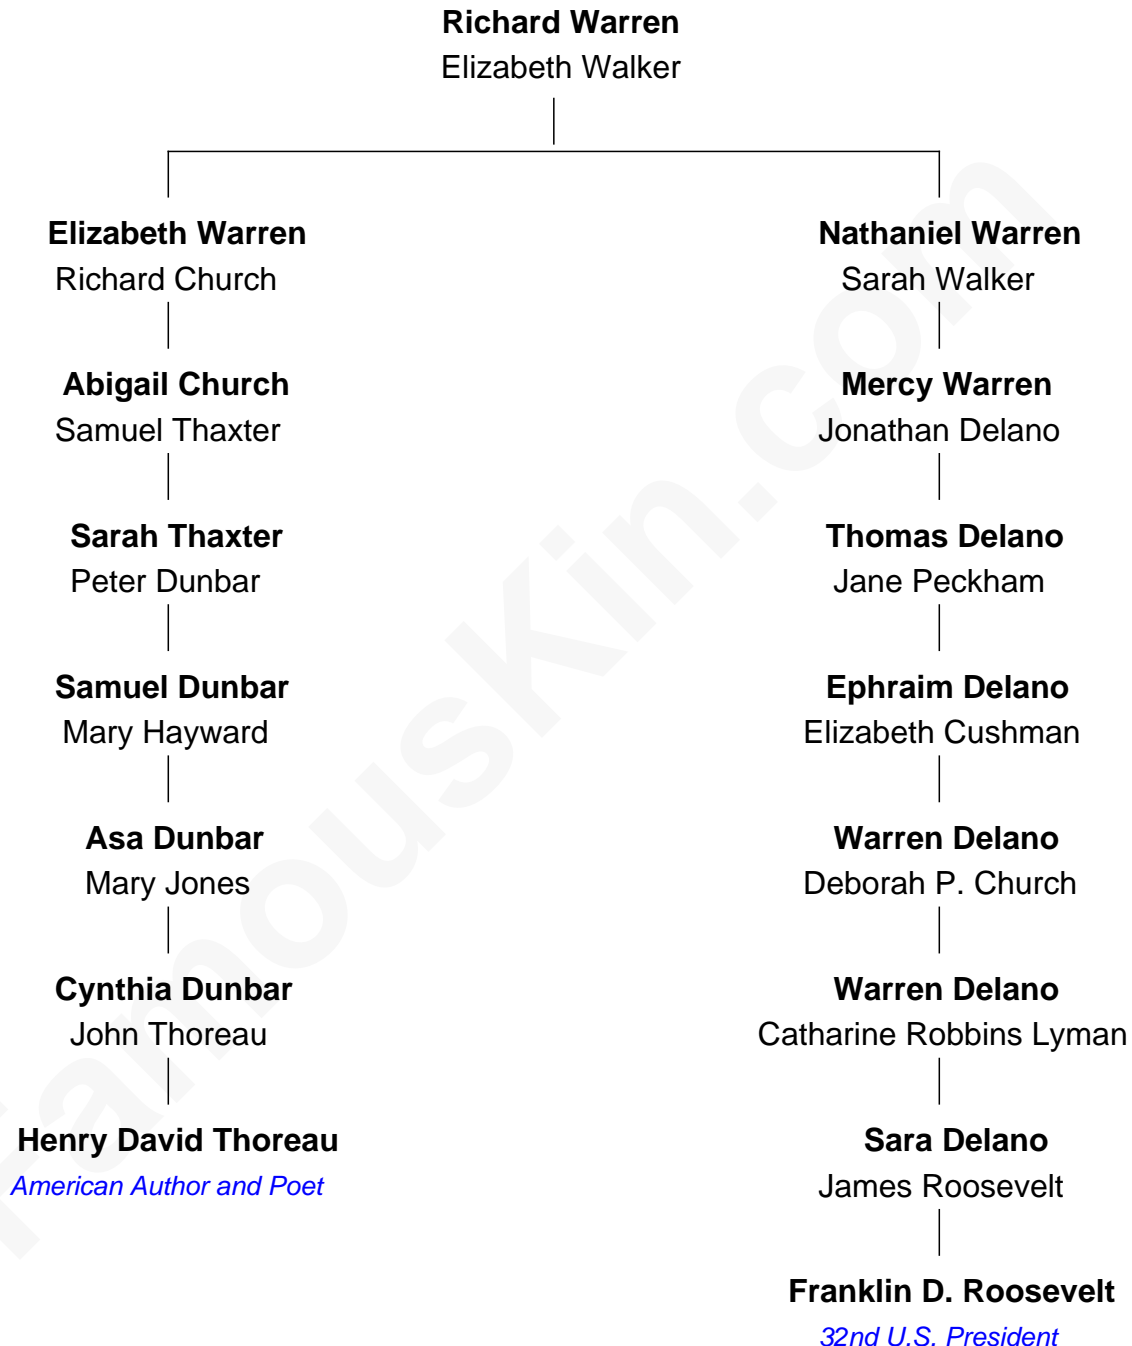 Richard Warren
Elizabeth Walker
Elizabeth Warren
Richard Church
Abigail Church
Samuel Thaxter
Sarah Thaxter
Peter Dunbar
Samuel Dunbar
Mary Hayward
Asa Dunbar
Mary Jones
Cynthia Dunbar
John Thoreau
Henry David Thoreau
American Author and Poet
Nathaniel Warren
Sarah Walker
Mercy Warren
Jonathan Delano
Thomas Delano
Jane Peckham
Ephraim Delano
Elizabeth Cushman
Warren Delano
Deborah P. Church
Warren Delano
Catharine Robbins Lyman
Sara Delano
James Roosevelt
Franklin D. Roosevelt
32nd U.S. President
FamousKin.com